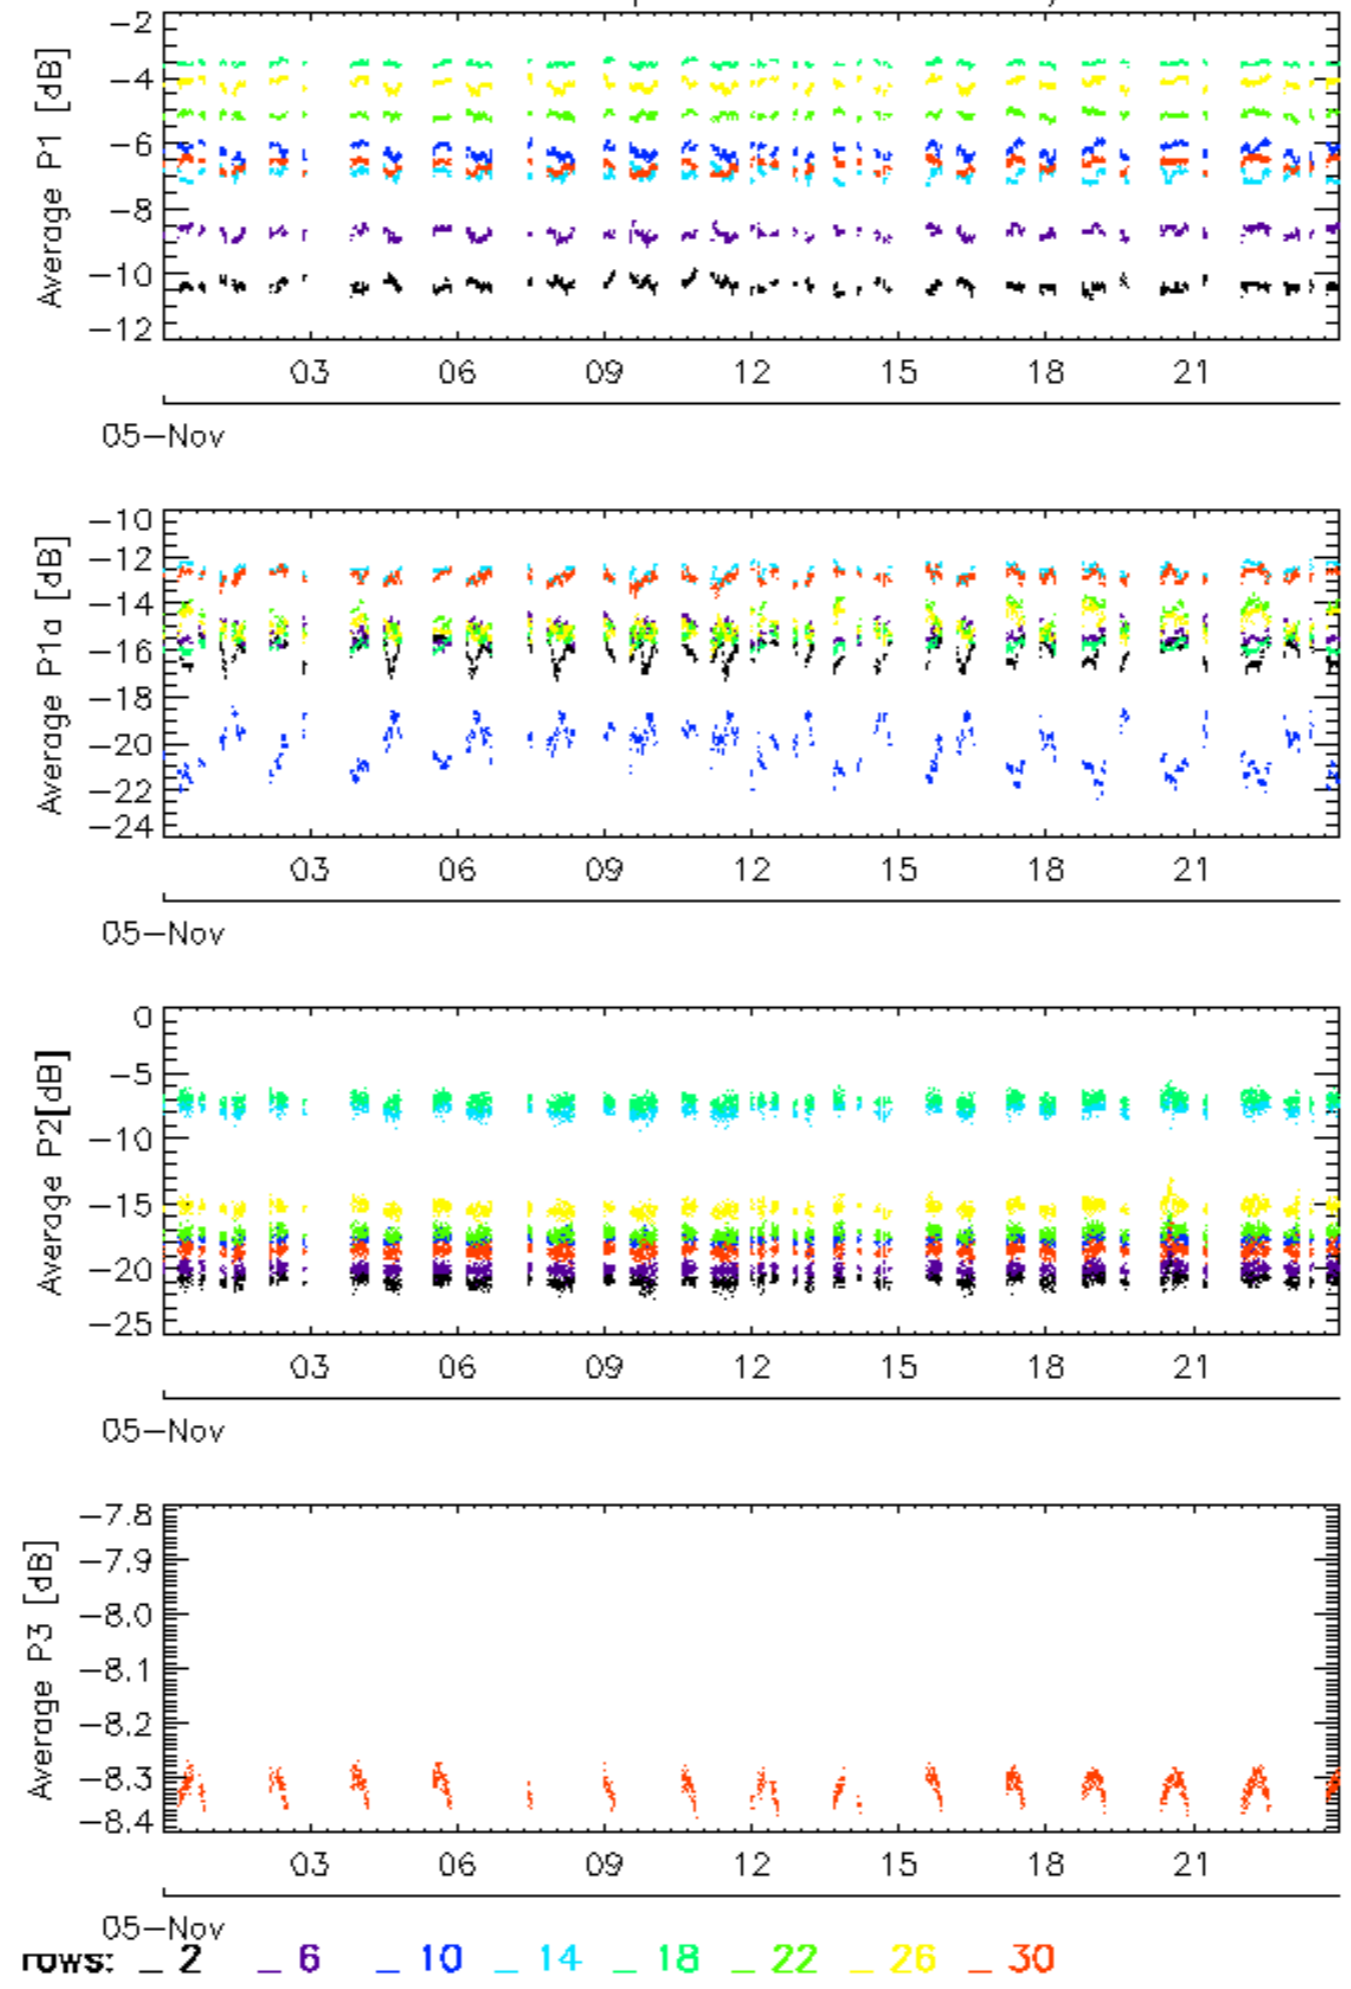 Average P1 [dB]
-2
-4
-6
-8
-10
-12
03 06 09 12 15 18 21
05-Nov
Average P1a [dB]
-10
-12
-14
-16
-18
-20
-22
-24
03 06 09 12 15 18 21
05-Nov
Average P2[dB]
0
-5
-10
-15
-20
-25
03 06 09 12 15 18 21
05-Nov
Average P3 [dB]
-7.8
-7.9
-8.0
-8.1
-8.2
-8.3
-8.4
03 06 09 12 15 18 21
05-Nov
rows: _ 2 _ 6 _ 10 _ 14 _ 18 _ 22 _ 26 _ 30